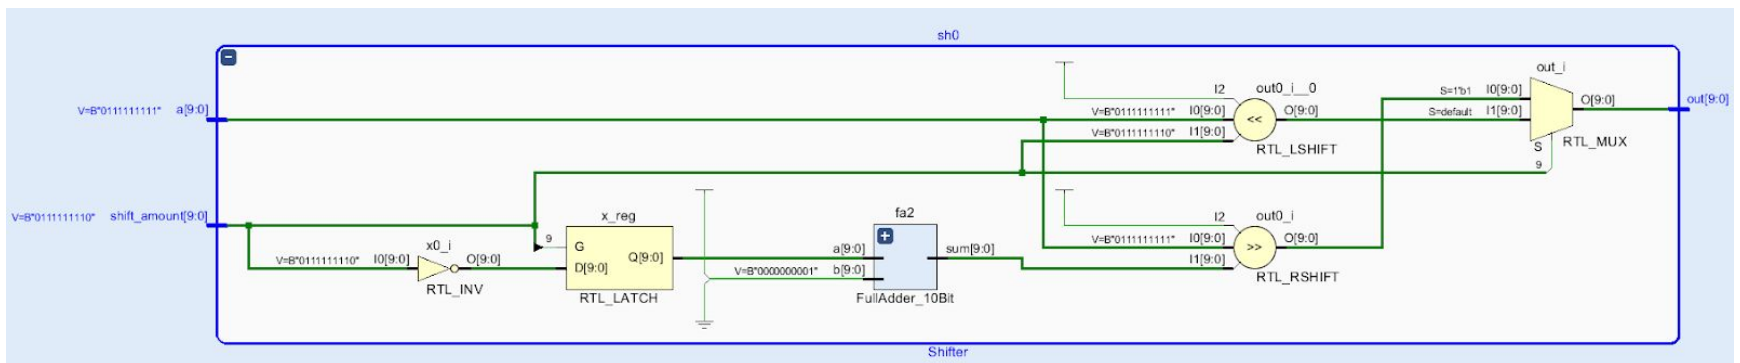 sh0
V=B"0111111111" a[9:0]
V=B"0111111110" shift_amount[9:0]
x0_i
V=B"0111111110" I0[9:0] O[9:0]
RTL_INV
x_reg
9 G
D[9:0] Q[9:0]
RTL_LATCH
fa2
a[9:0] sum[9:0]
V=B"0000000001" b[9:0]
FullAdder_10Bit
I2 out0_i__0
V=B"0111111111" I0[9:0] << O[9:0]
V=B"0111111110" I1[9:0]
RTL_LSHIFT
I2 out0_i
V=B"0111111111" I0[9:0] >> O[9:0]
I1[9:0]
RTL_RSHIFT
out_i
S=1'b1 I0[9:0] O[9:0]
S=default I1[9:0]
S RTL_MUX
9
out[9:0]
Shifter